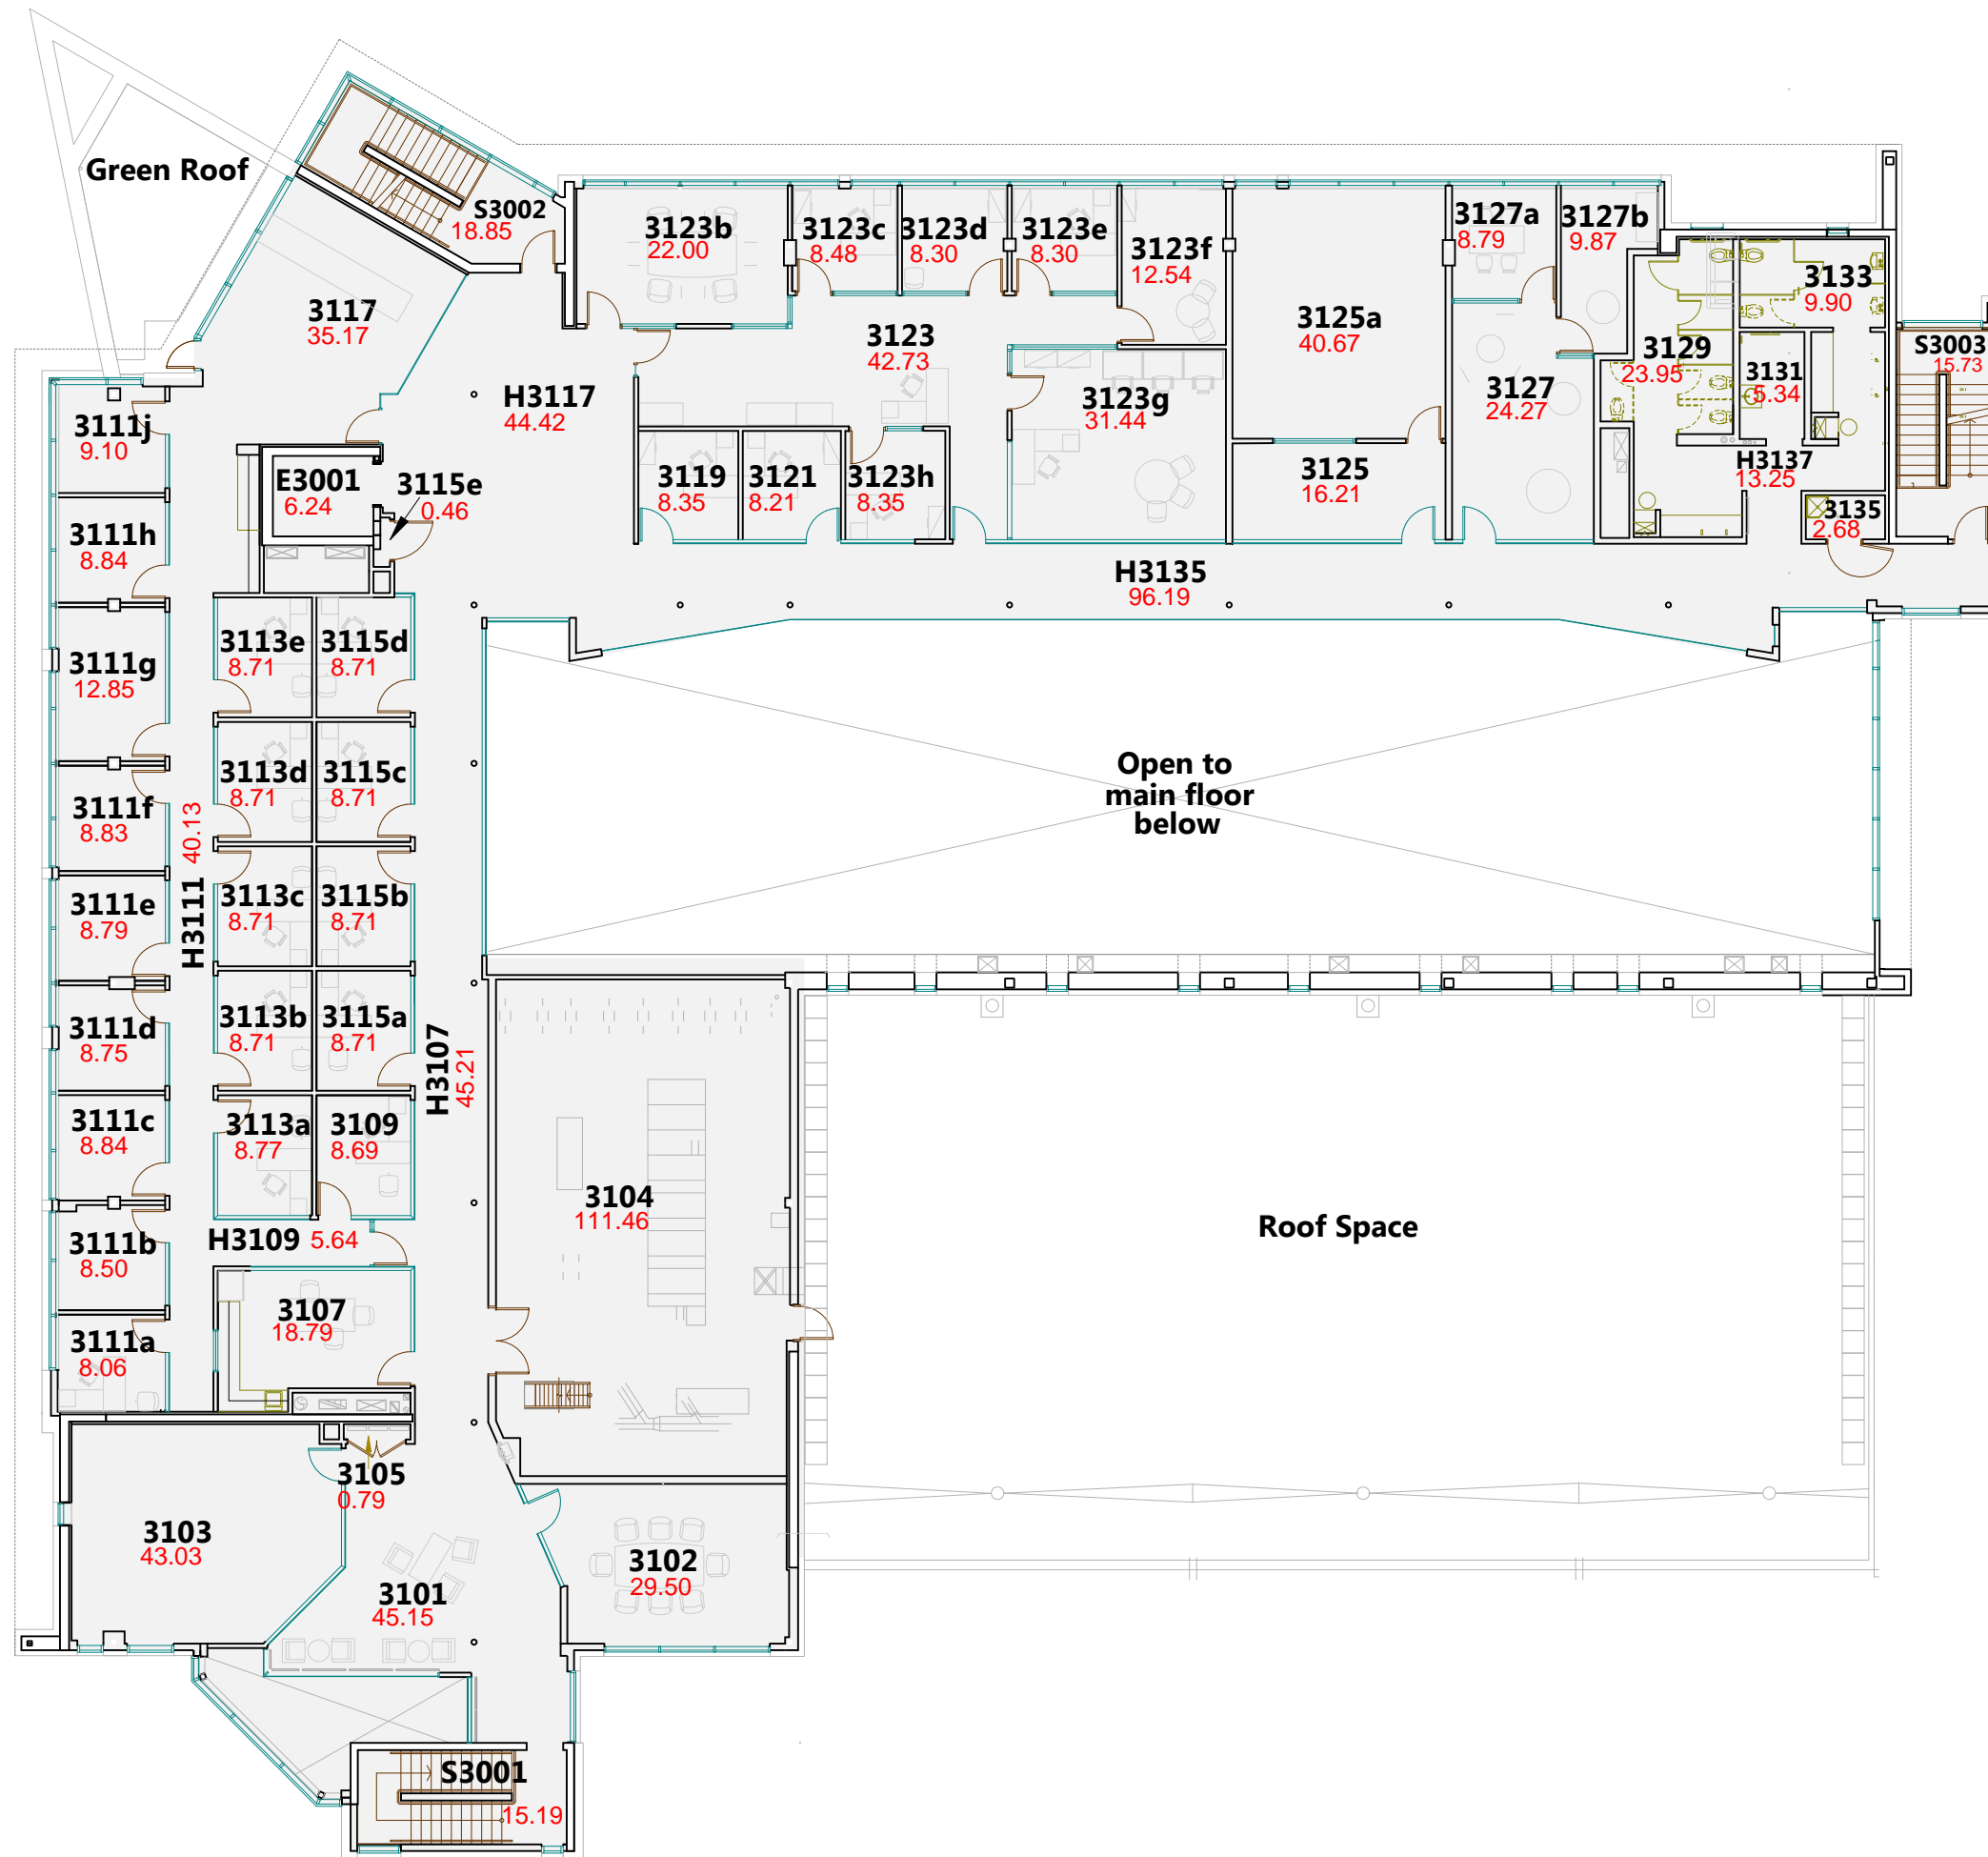 Green Roof
S3002
18.85
3117
35.17
3123b
22.00
3123c
8.48
3123d
8.30
3123e
8.30
3123f
12.54
3125a
40.67
3127a
8.79
3127b
9.87
3133
9.90
3129
23.95
3131
5.34
S3003
15.73
3123
42.73
H3117
44.42
3123g
31.44
3127
24.27
3111j
9.10
E3001
6.24
3115e
0.46
3119
8.35
3121
8.21
3123h
8.35
3125
16.21
H3137
13.25
3135
2.68
3111h
8.84
H3135
96.19
3111g
12.85
3113e
8.71
3115d
8.71
3113d
8.71
3115c
8.71
Open to
main floor
below
3111f
8.83
H3111
40.13
3111e
8.79
3113c
8.71
3115b
8.71
3111d
8.75
3113b
8.71
3115a
8.71
H3107
45.21
3111c
8.84
3113a
8.77
3109
8.69
3104
111.46
Roof Space
3111b
8.50
H3109 5.64
3107
18.79
3111a
8.06
3105
0.79
3103
43.03
3102
29.50
3101
45.15
S3001
15.19